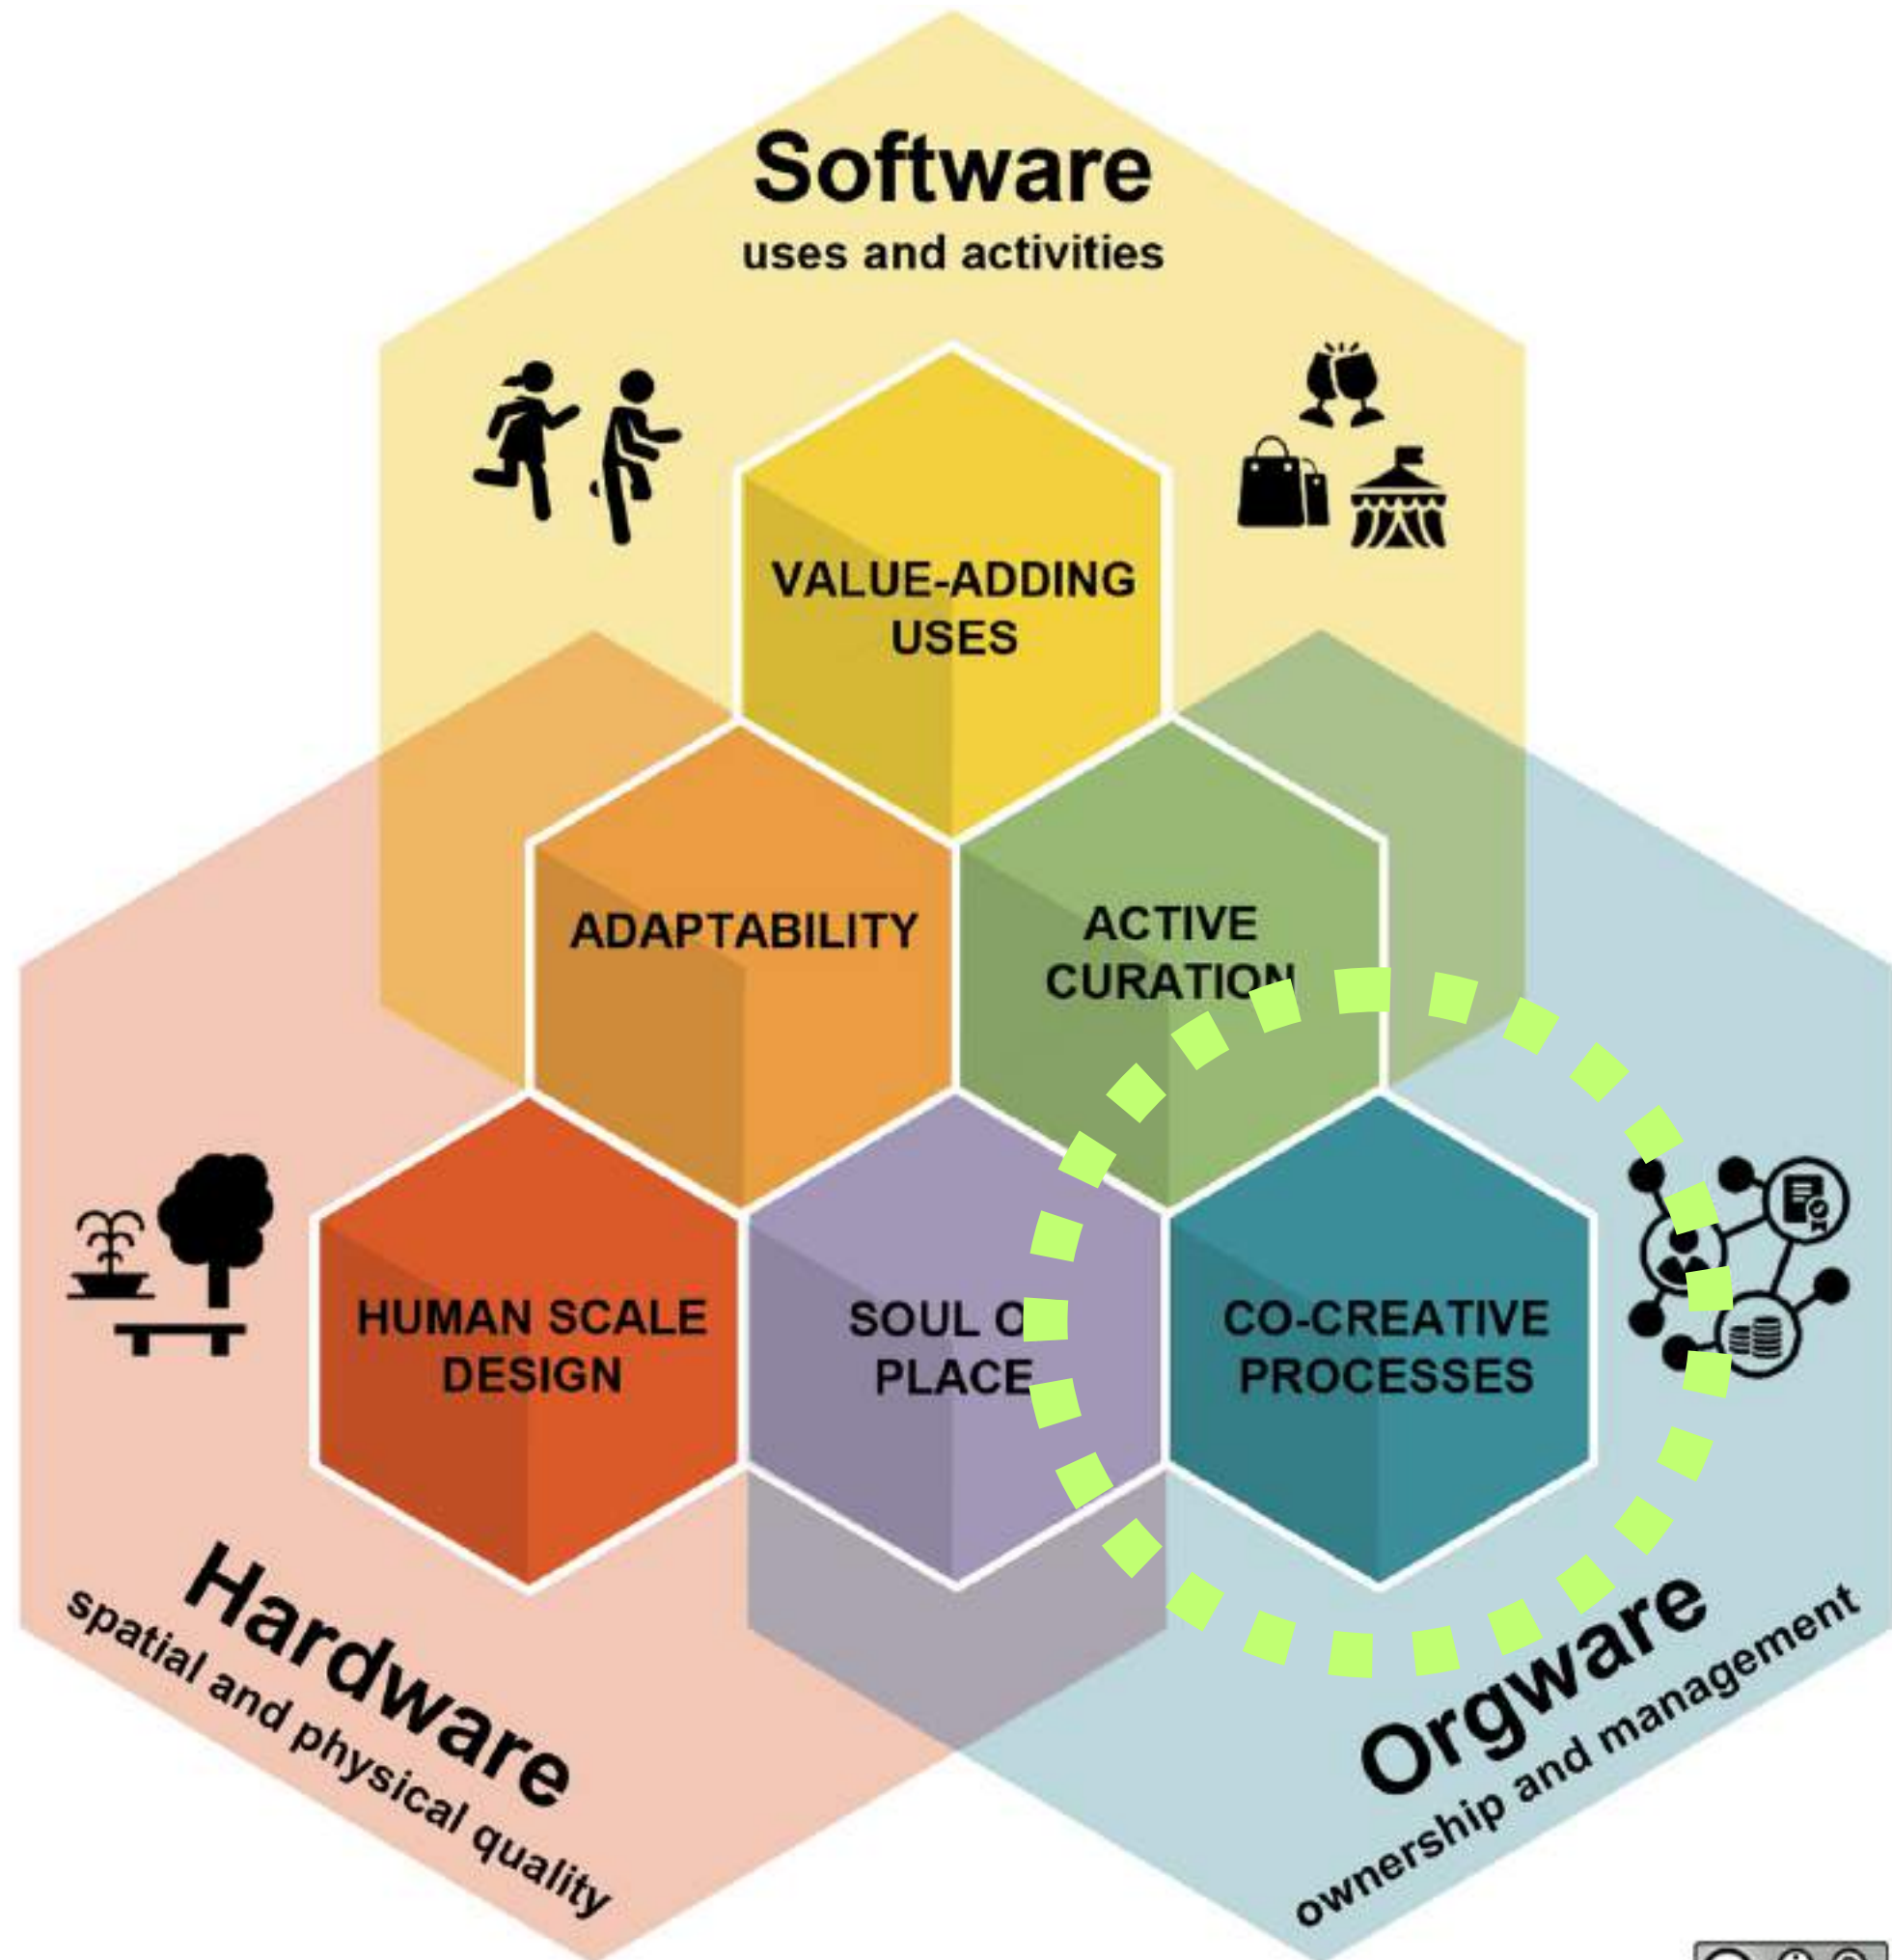 Software
uses and activities
VALUE-ADDING
USES
ADAPTABILITY
ACTIVE
CURATION
HUMAN SCALE
DESIGN
SOUL O
PLACE
CO-CREATIVE
PROCESSES
Hardware
spatial and physical quality
Orgware
ownership and management